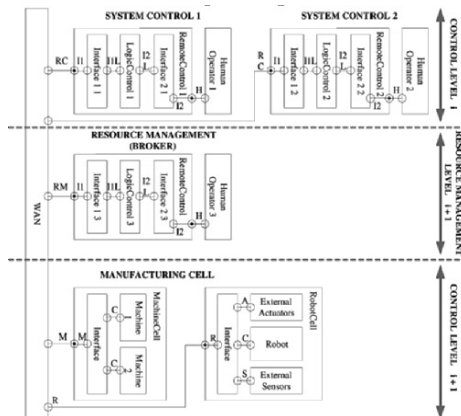 SYSTEM CONTROL 1
SYSTEM CONTROL 2
RC
I1
Interface 1 1
I1L
LogicControl 1
I2
L
Interface 2 1
RemoteControl 1
I2
H
Human
Operator 1
RC
I1
Interface 1 2
I1L
LogicControl 2
I2
L
Interface 2 2
RemoteControl 2
I2
H
Human
Operator 2
CONTROL LEVEL i
RESOURCE MANAGEMENT
(BROKER)
RM
I1
Interface 1 3
I1L
LogicControl 3
I2
L
Interface 2 3
RemoteControl 3
I2
H
Human
Operator 3
RESOURCE MANAGEMENT
LEVEL i+1
WAN
MANUFACTURING CELL
M
M
Interface
C
Machine
1
C
Machine
2
MachineCell
RC
Interface
A
External
Actuators
C
Robot
S
External
Sensors
RobotCell
R
CONTROL LEVEL
i+1